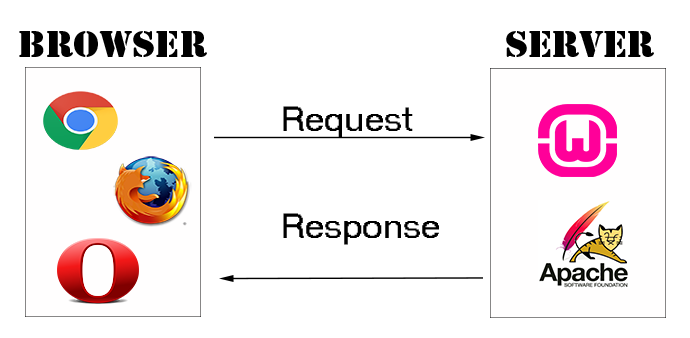 BROWSER
SERVER
Request
Response
W
Apache
SOFTWARE FOUNDATION